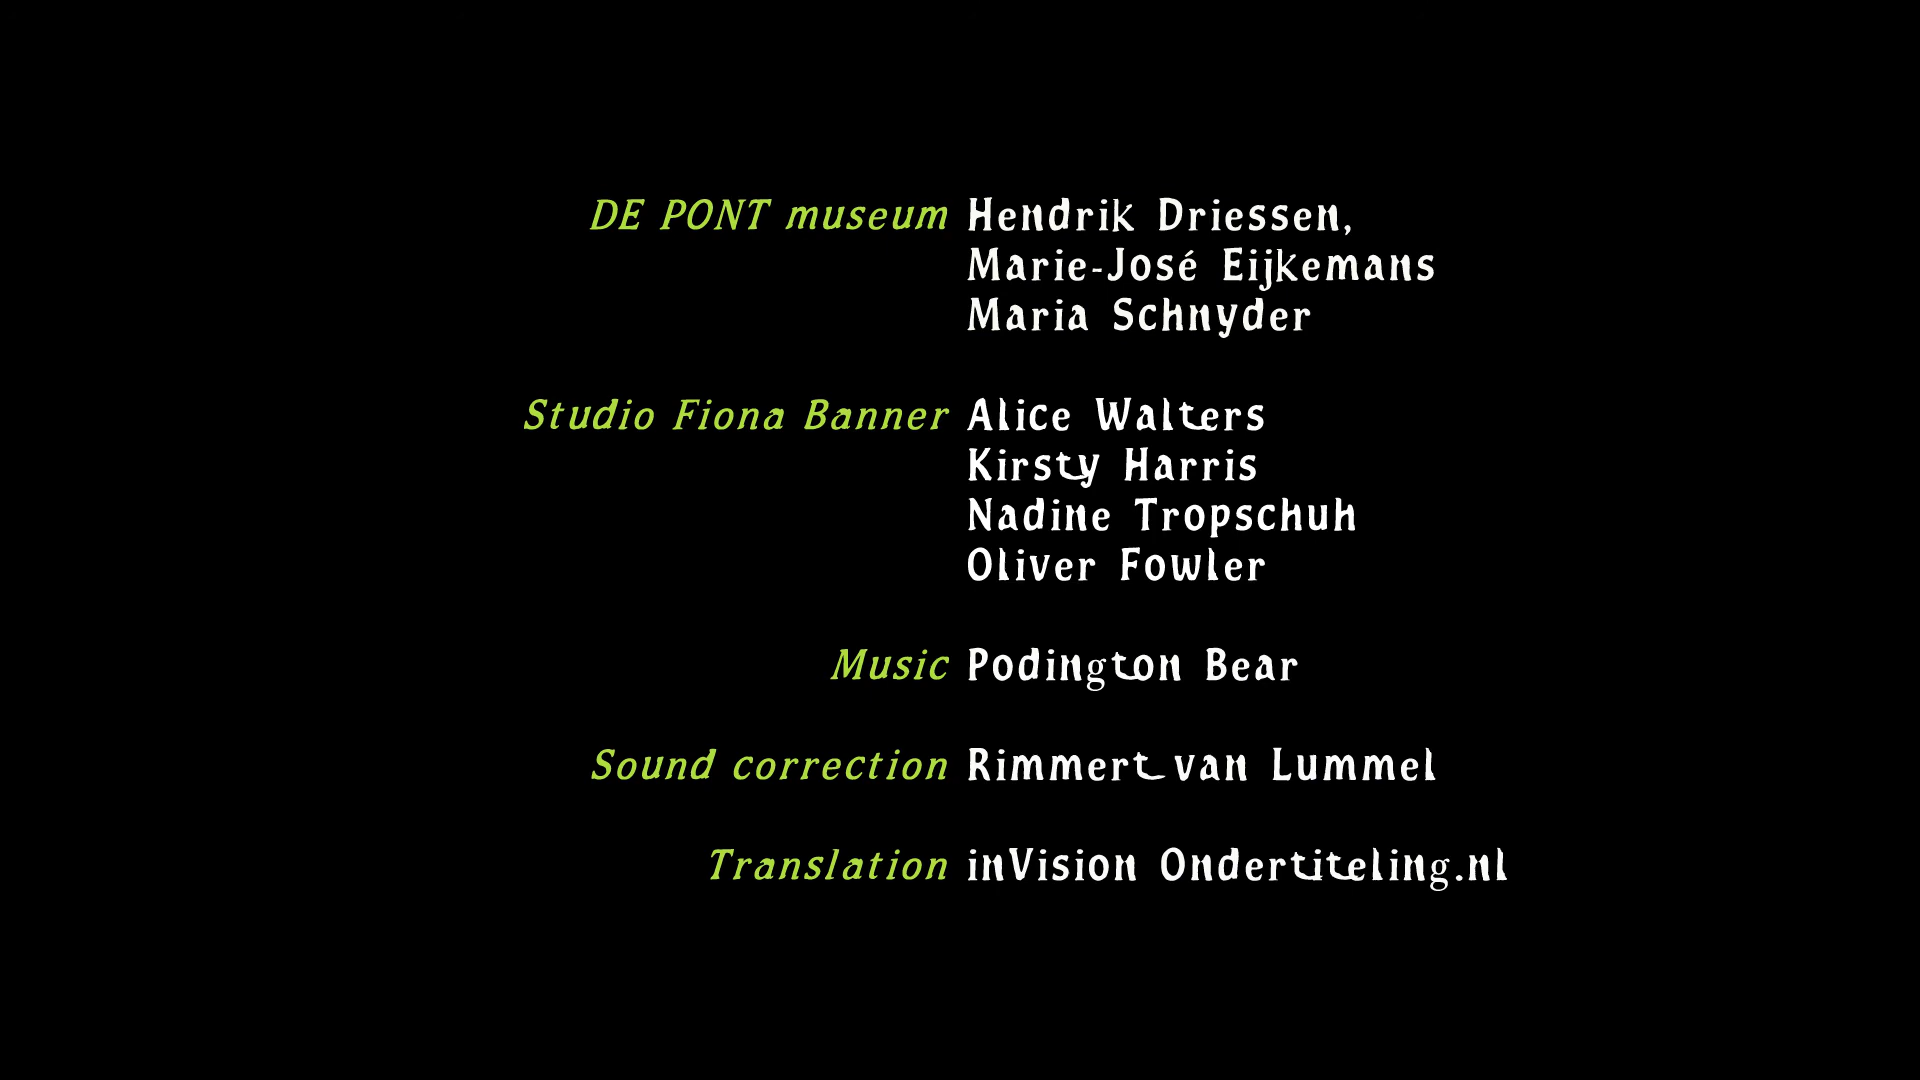 DE PONT museum Hendrik Driessen,
Marie-José Eijkemans
Maria Schnyder
Studio Fiona Banner Alice Walters
Kirsty Harris
Nadine Tropschuh
Oliver Fowler
Music Podington Bear
Sound correction Rimmert van Lummel
Translation inVision Ondertiteling.nl